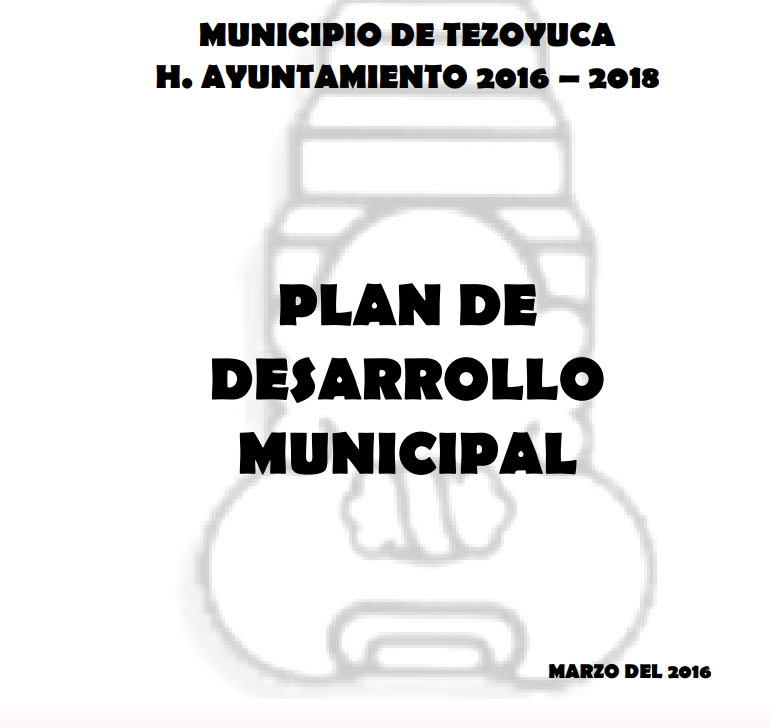 MUNICIPIO DE TEZOYUCA
H. AYUNTAMIENTO 2016 – 2018
PLAN DE
DESARROLLO
MUNICIPAL
MARZO DEL 2016